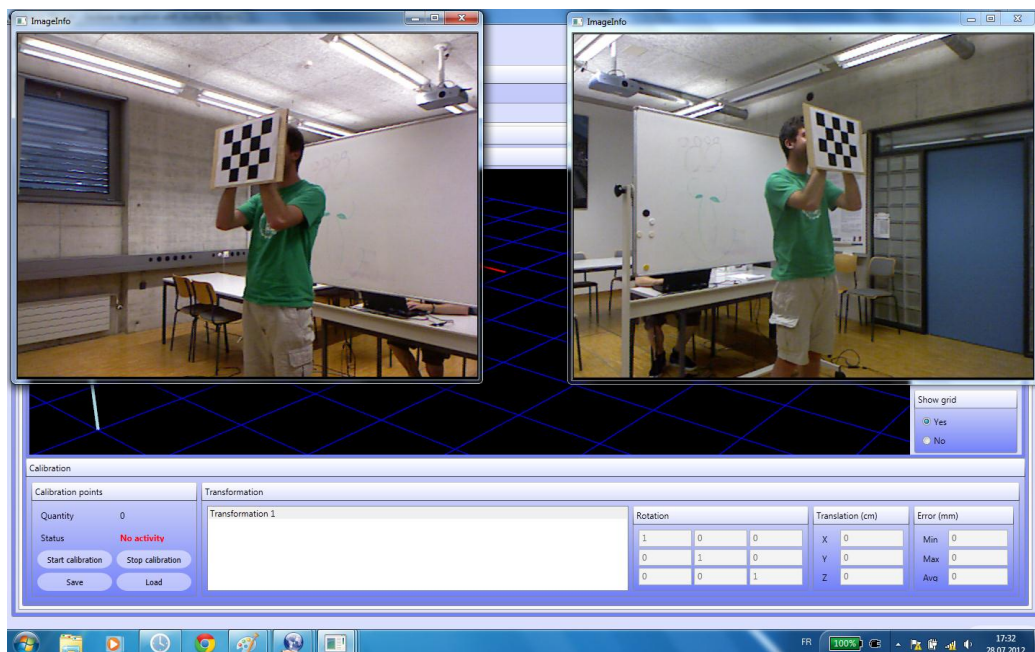 ImageInfo
ImageInfo
Show grid
Yes
No
Calibration
Calibration points
Quantity 0
Status No activity
Start calibration Stop calibration
Save Load
Transformation
Transformation 1
Rotation
1 0 0
0 1 0
0 0 1
Translation (cm)
X 0
Y 0
Z 0
Error (mm)
Min 0
Max 0
Avg 0
FR 100% 17:32
28.07.2012